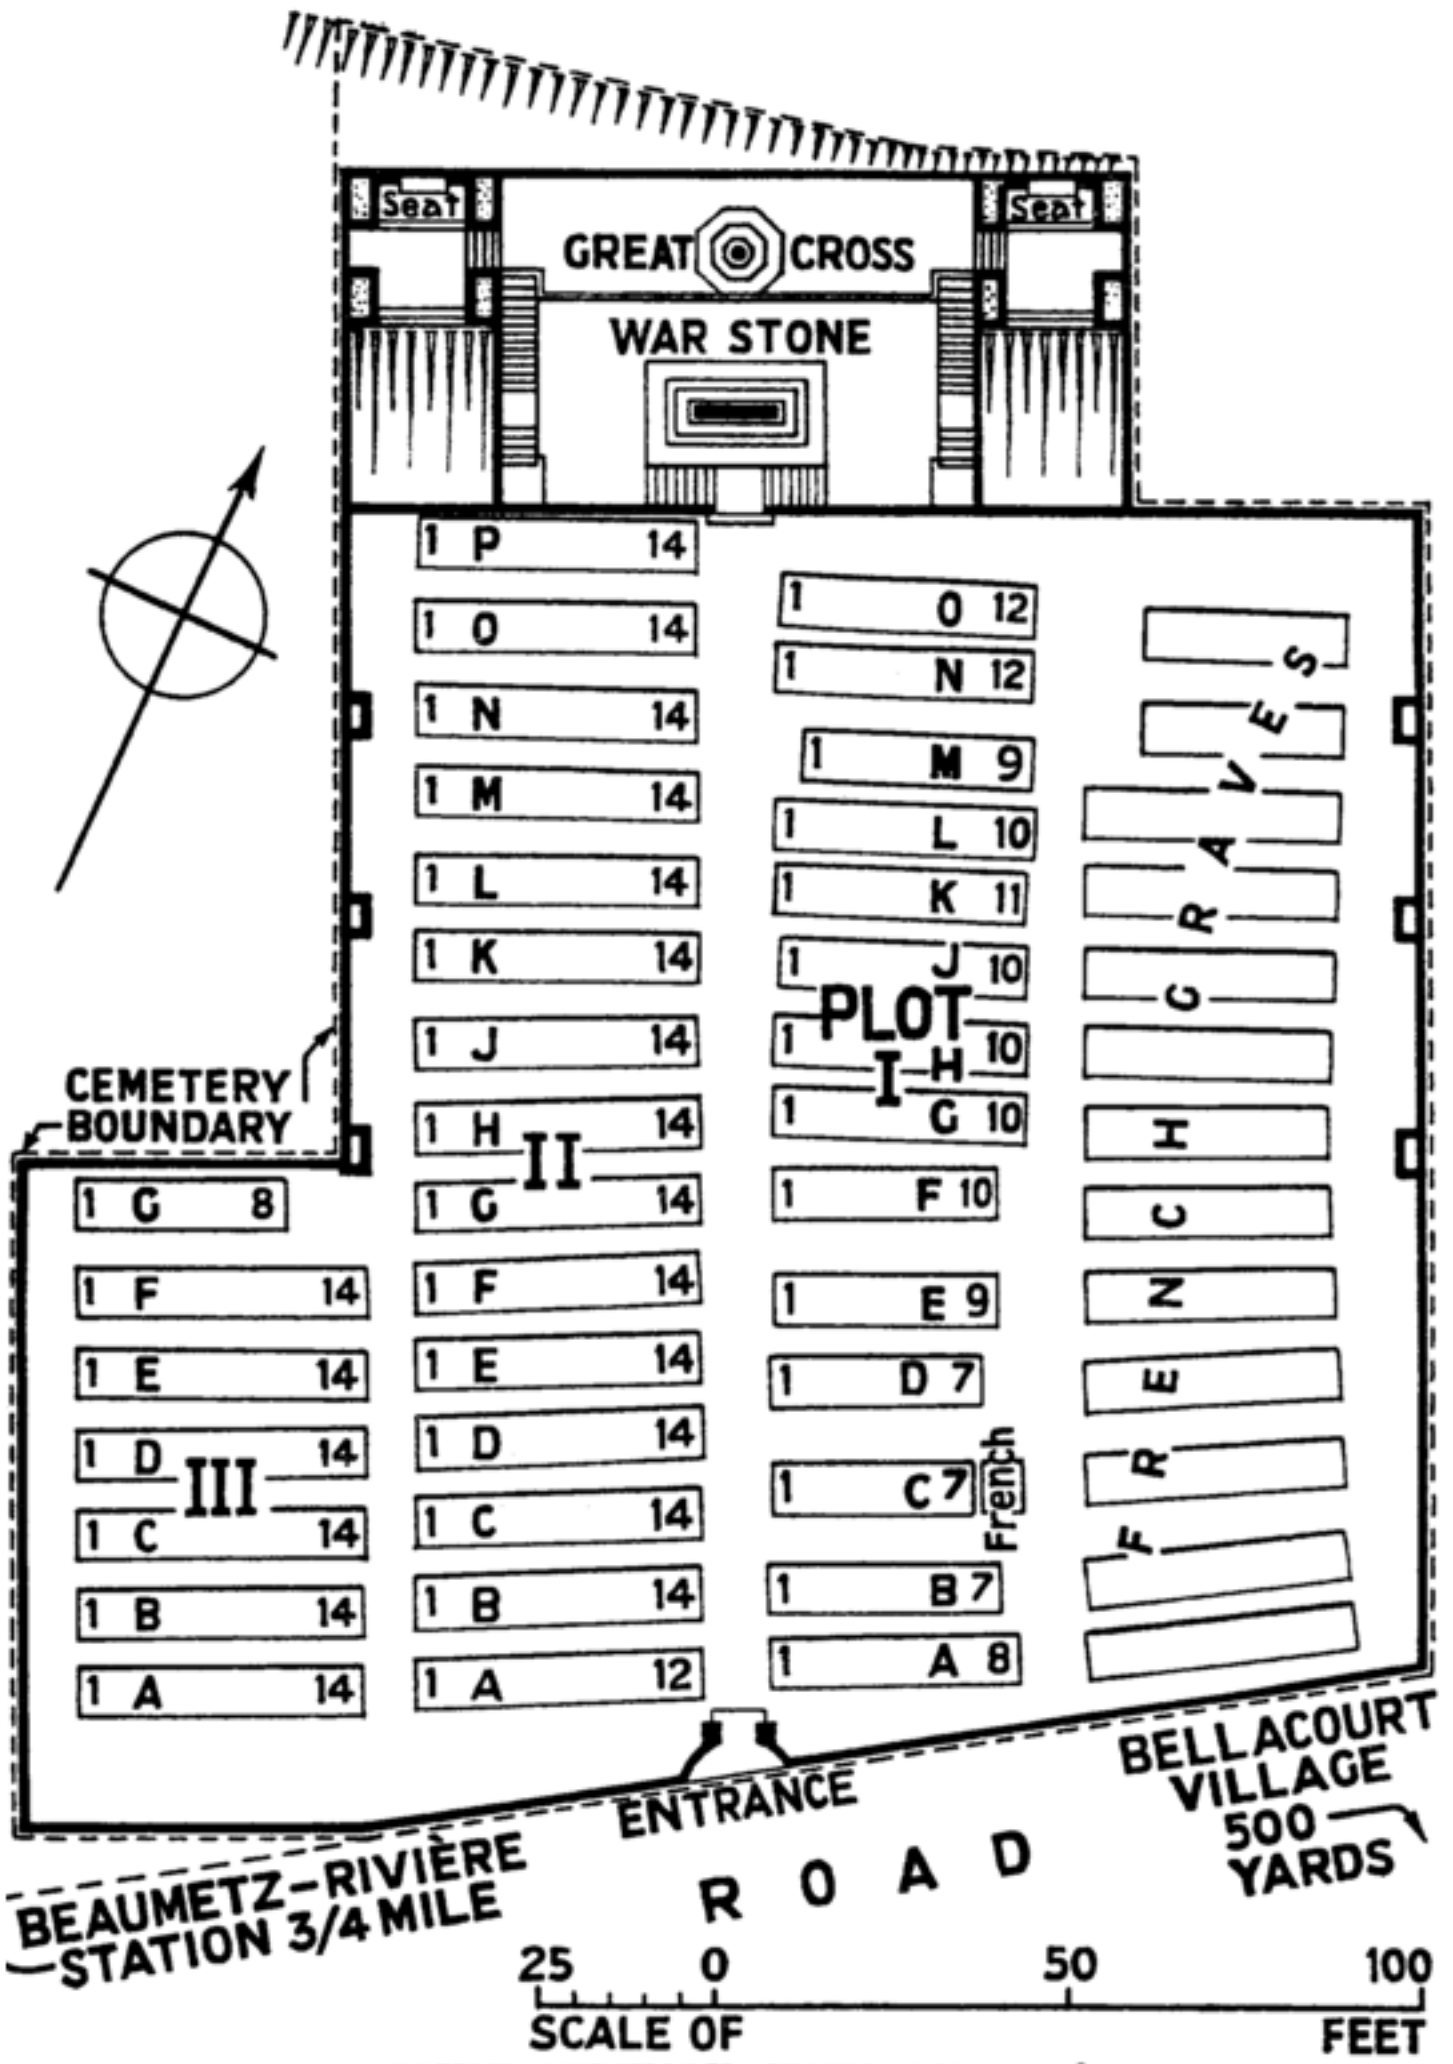 Seat
Seat
GREAT CROSS
WAR STONE
1 P 14
1 O 14
1 N 14
1 M 14
1 L 14
1 K 14
1 J 14
1 H 14
II
1 G 14
1 F 14
1 E 14
1 D 14
1 C 14
1 B 14
1 A 12
1 O 12
1 N 12
1 M 9
1 L 10
1 K 11
1 J 10
PLOT
I
1 H 10
1 G 10
1 F 10
1 E 9
1 D 7
1 C 7
French
1 B 7
1 A 8
FRENCH GRAVES
CEMETERY
BOUNDARY
1 G 8
1 F 14
1 E 14
1 D 14
III
1 C 14
1 B 14
1 A 14
ENTRANCE
BELLACOURT
VILLAGE
500
YARDS
BEAUMETZ-RIVIÈRE
STATION 3/4 MILE
ROAD
25 0 50 100
SCALE OF FEET